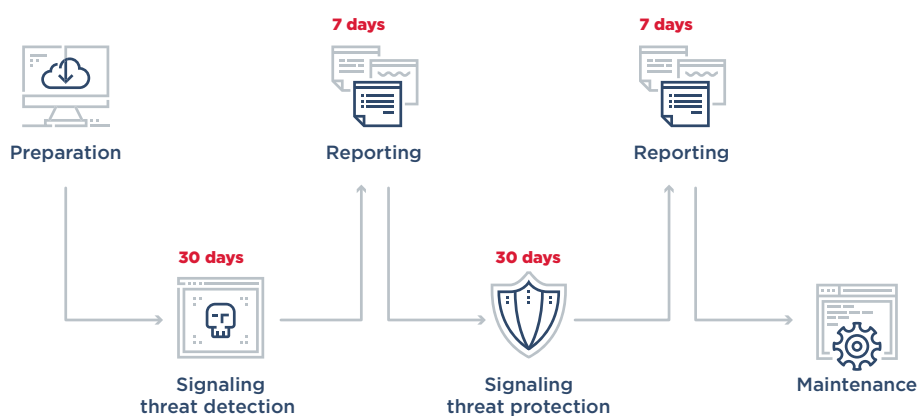 7 days
7 days
Preparation
Reporting
Reporting
30 days
30 days
Signaling
threat detection
Signaling
threat protection
Maintenance